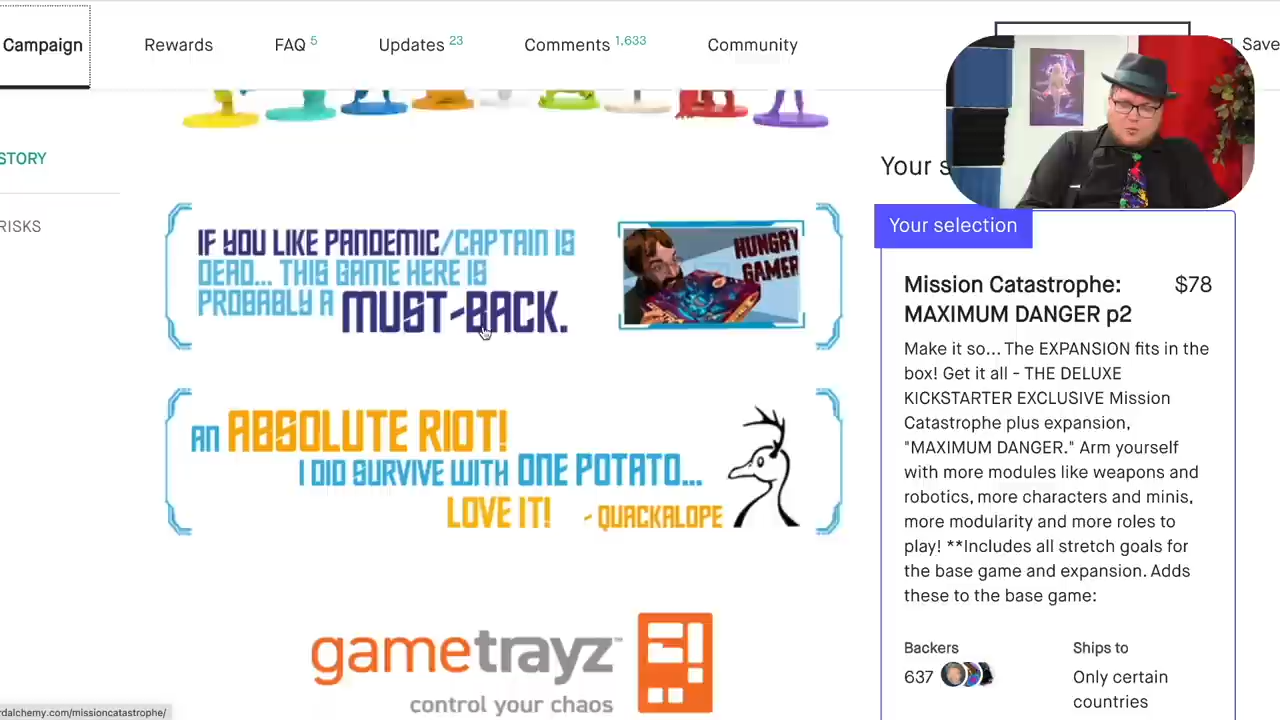 Campaign
Rewards
FAQ 5
Updates 23
Comments 1,633
Community
Save
STORY
RISKS
IF YOU LIKE PANDEMIC/CAPTAIN IS
DEAD... THIS GAME HERE IS
PROBABLY A MUST-BACK.
HUNGRY
GAMER
AN ABSOLUTE RIOT!
I DID SURVIVE WITH ONE POTATO...
LOVE IT! - QUACKALOPE
gametrayz™
control your chaos
Your s
Your selection
Mission Catastrophe: $78
MAXIMUM DANGER p2
Make it so... The EXPANSION fits in the
box! Get it all - THE DELUXE
KICKSTARTER EXCLUSIVE Mission
Catastrophe plus expansion,
"MAXIMUM DANGER." Arm yourself
with more modules like weapons and
robotics, more characters and minis,
more modularity and more roles to
play! **Includes all stretch goals for
the base game and expansion. Adds
these to the base game:
Backers
637
Ships to
Only certain
countries
rdalchemy.com/missioncatastrophe/